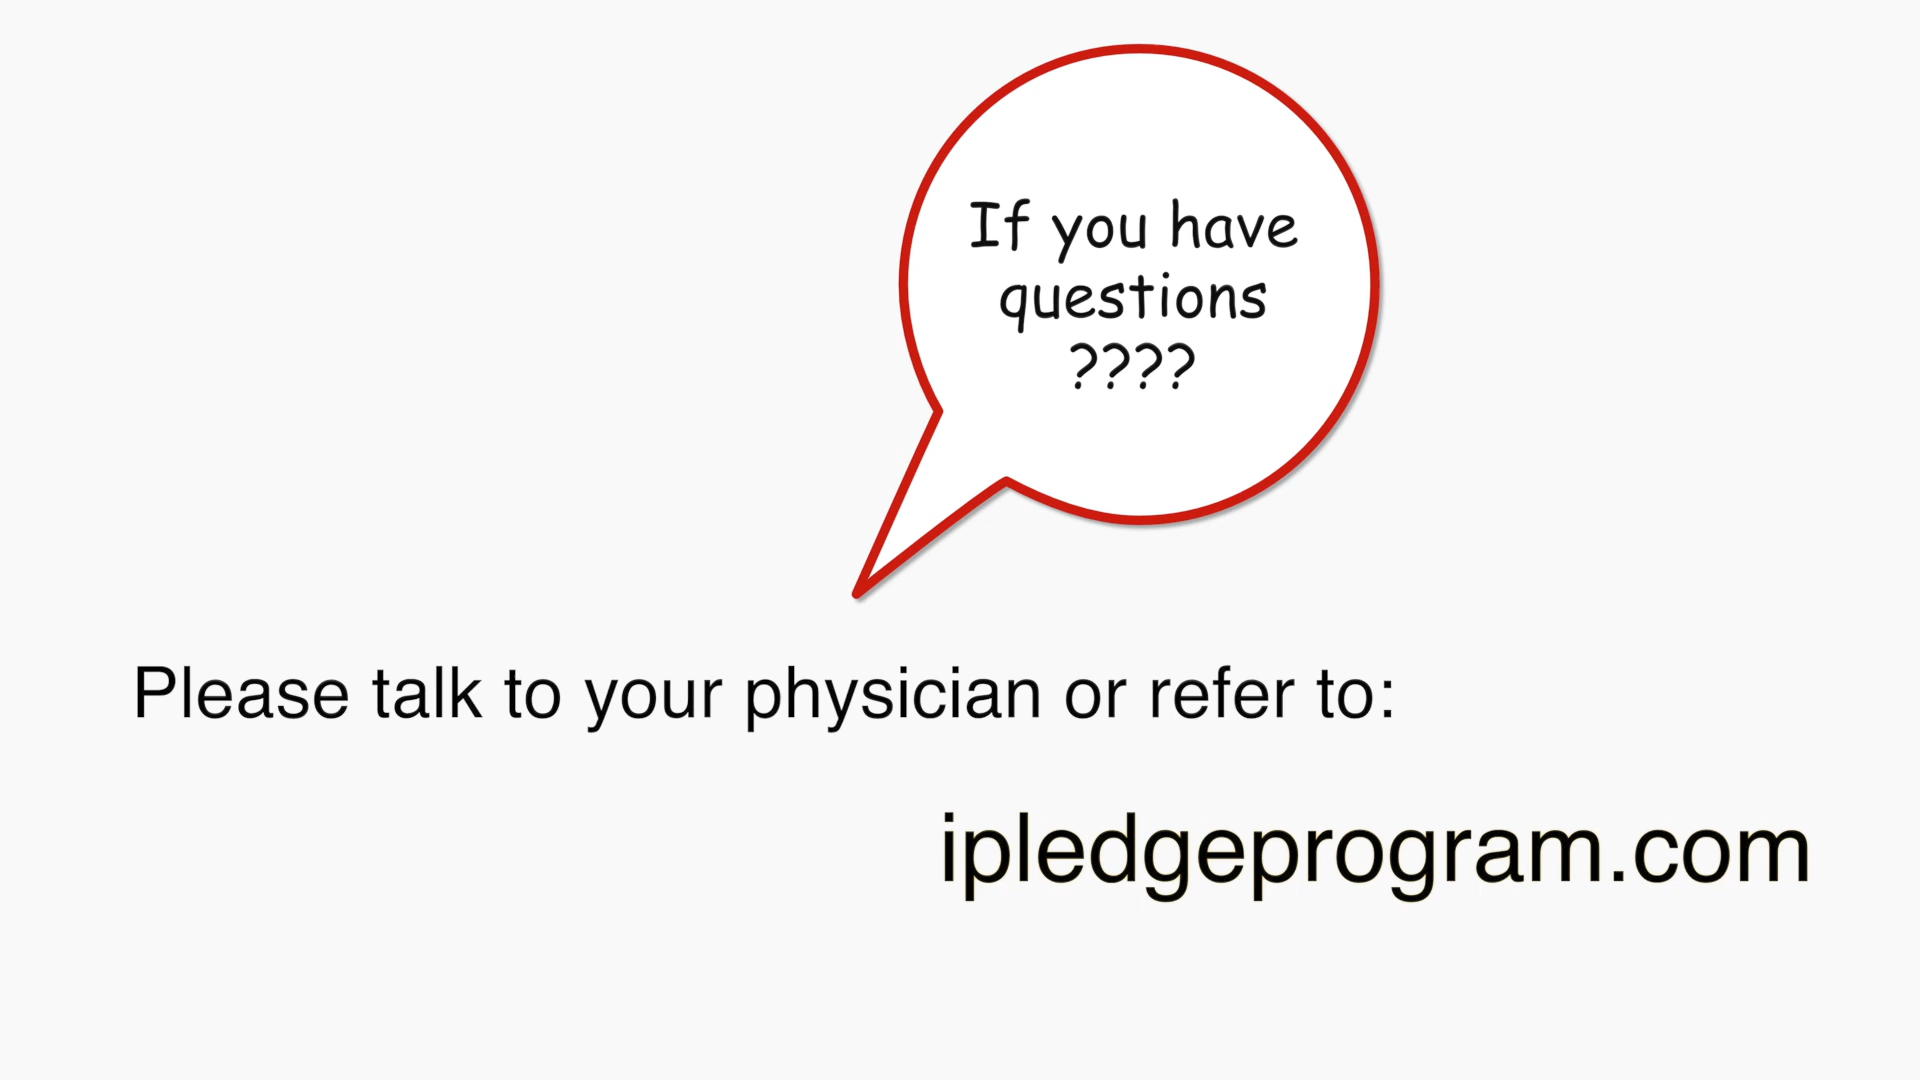 If you have
questions
????
Please talk to your physician or refer to:
ipledgeprogram.com